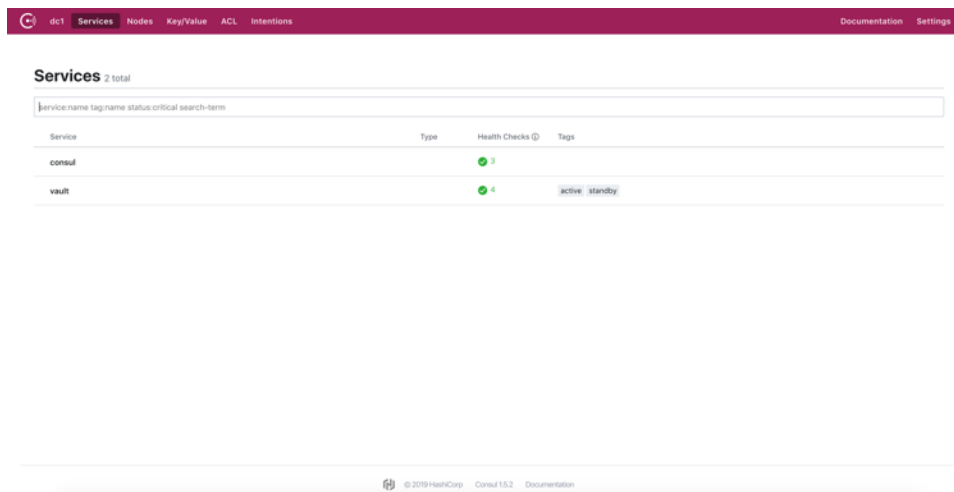 dc1 Services Nodes Key/Value ACL Intentions Documentation Settings
Services 2 total
service:name tag:name status:critical search-term
Service Type Health Checks Tags
consul 3
vault 4 active standby
© 2019 HashiCorp Consul 1.5.2 Documentation